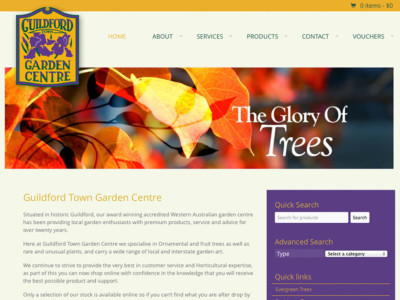 0 items - $0
GUILDFORD
TOWN
GARDEN
CENTRE
HOME ABOUT SERVICES PRODUCTS CONTACT VOUCHERS
The Glory Of
Trees
Guildford Town Garden Centre
Situated in historic Guildford, our award winning accredited Western Australian garden centre
has been providing local garden enthusiasts with premium products, service and advice for
over twenty years.
Here at Guildford Town Garden Centre we specialise in Ornamental and fruit trees as well as
rare and unusual plants, and carry a wide range of local and interstate garden art.
We continue to strive to provide the very best in customer service and Horticultural expertise,
as part of this you can now shop online with confidence in the knowledge that you will receive
the best possible product and support.
Only a selection of our stock is available online so if you can't find what you are after drop by
Quick Search
Search for products
Search
Advanced Search
Type Select a category
Quick links
Evergreen Trees